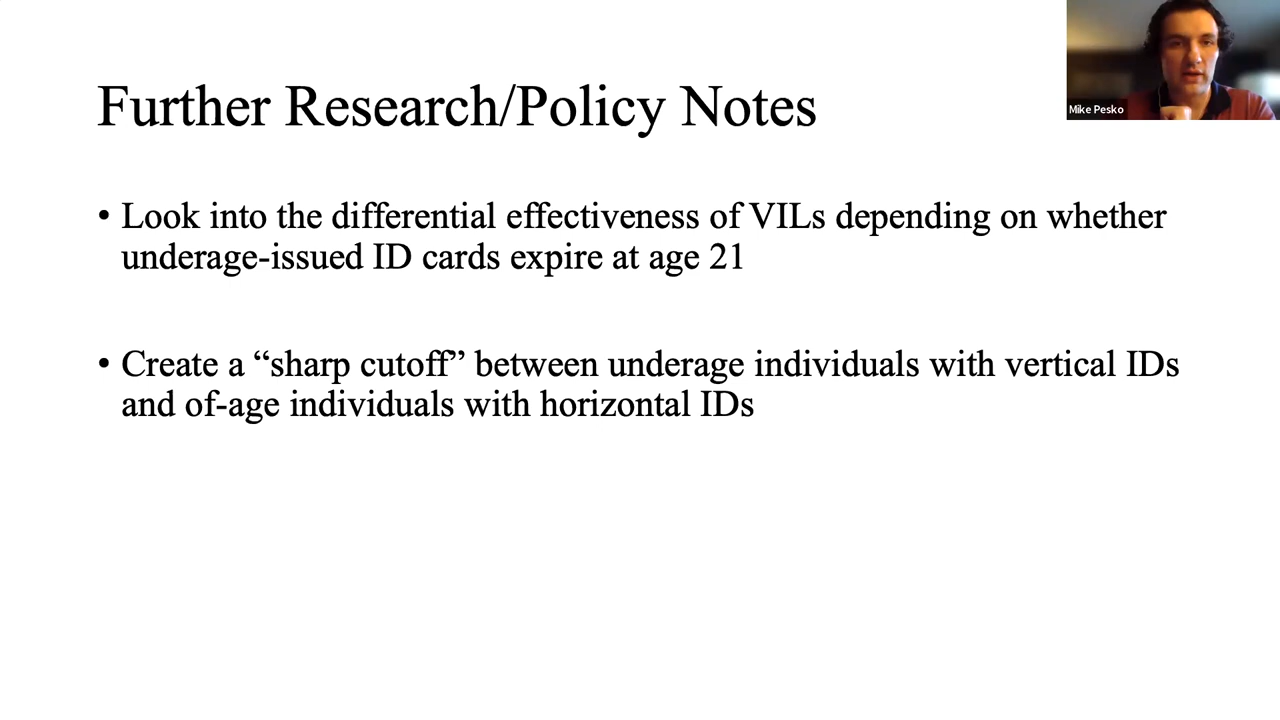 Mike Pesko
Further Research/Policy Notes
• Look into the differential effectiveness of VILs depending on whether
underage-issued ID cards expire at age 21
• Create a “sharp cutoff” between underage individuals with vertical IDs
and of-age individuals with horizontal IDs